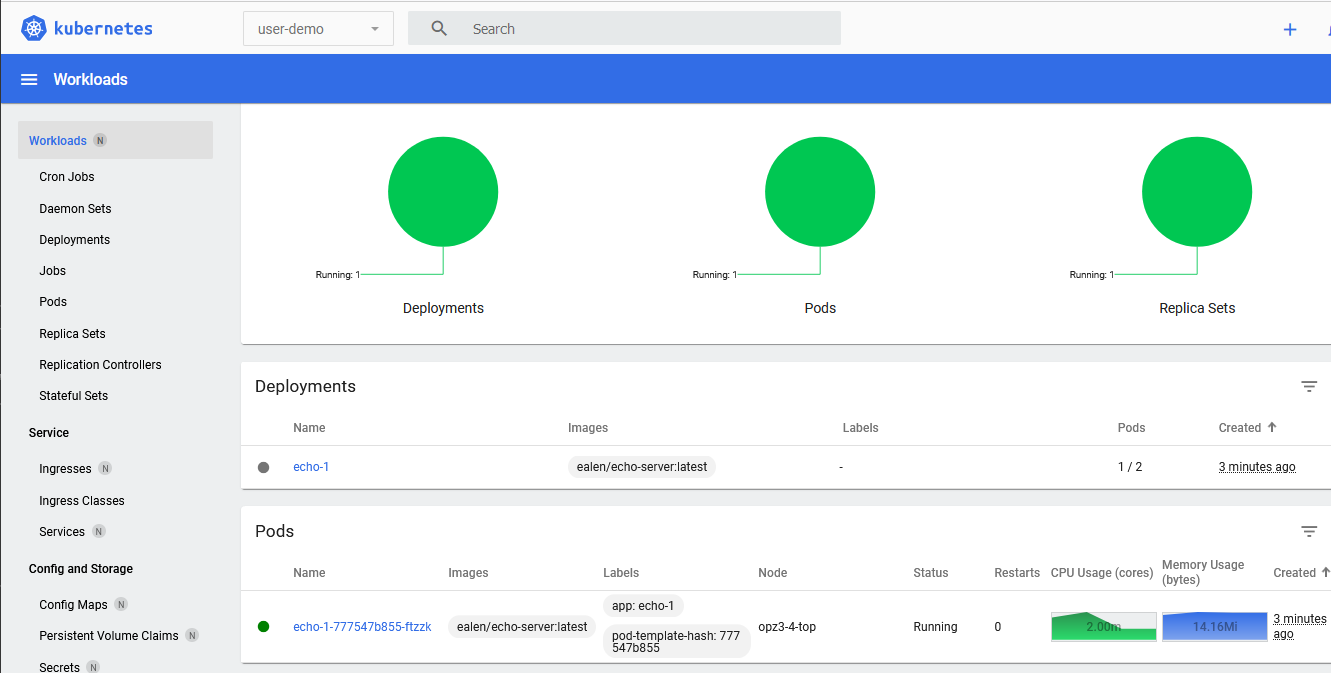 kubernetes
user-demo
Search
Workloads
Workloads N
Cron Jobs
Daemon Sets
Deployments
Jobs
Pods
Replica Sets
Replication Controllers
Stateful Sets
Service
Ingresses N
Ingress Classes
Services N
Config and Storage
Config Maps N
Persistent Volume Claims N
Secrets N
Running: 1
Deployments
Running: 1
Pods
Running: 1
Replica Sets
Deployments
Name Images Labels Pods Created
echo-1 ealen/echo-server:latest - 1 / 2 3 minutes ago
Pods
Name Images Labels Node Status Restarts CPU Usage (cores) Memory Usage (bytes) Created
echo-1-777547b855-ftzzk ealen/echo-server:latest app: echo-1
pod-template-hash: 777
547b855
opz3-4-top Running 0 2.00m 14.16Mi 3 minutes
ago